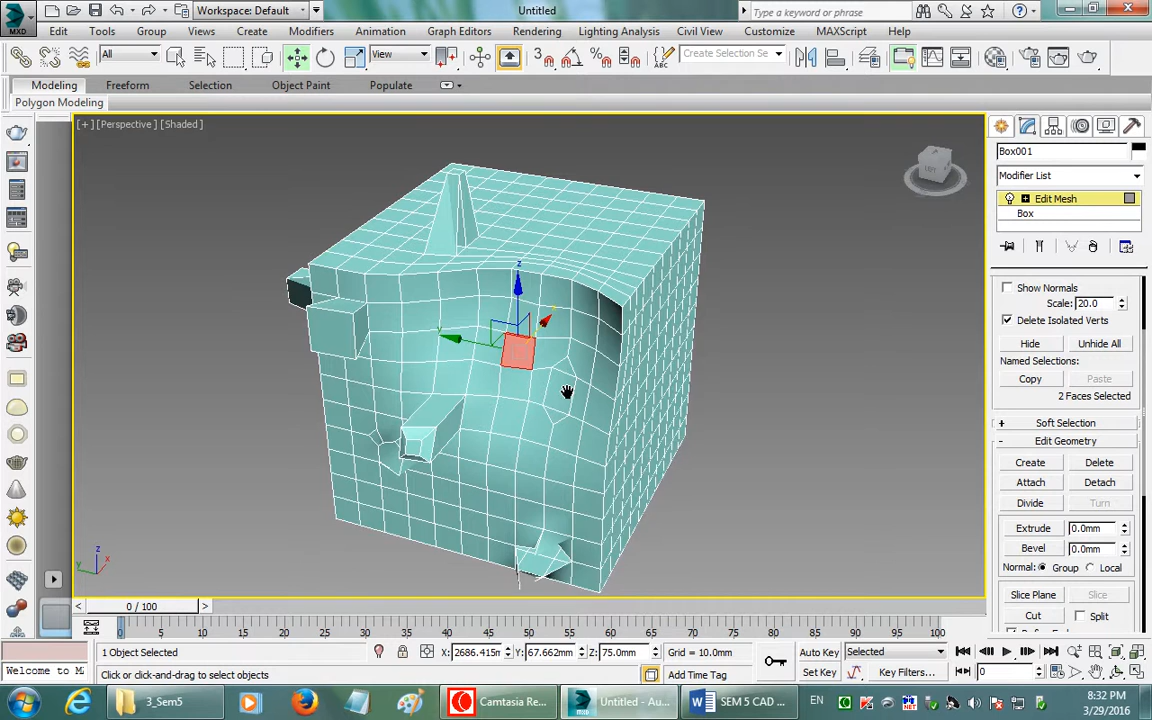 Workspace: Default
Untitled
Type a keyword or phrase
MXD
Edit Tools Group Views Create Modifiers Animation Graph Editors Rendering Lighting Analysis Civil View Customize MAXScript Help
All View Create Selection Se
Modeling Freeform Selection Object Paint Populate
Polygon Modeling
[+] [Perspective] [Shaded]
Box001
Modifier List
Edit Mesh
Box
Show Normals
Scale: 20.0
Delete Isolated Verts
Hide Unhide All
Named Selections:
Copy Paste
2 Faces Selected
+ Soft Selection
- Edit Geometry
Create Delete
Attach Detach
Divide Turn
Extrude 0.0mm
Bevel 0.0mm
Normal: Group Local
Slice Plane Slice
Cut Split
z
y
z
y x
0 / 100
0 5 10 15 20 25 30 35 40 45 50 55 60 65 70 75 80 85 90 95 100
1 Object Selected X: 2686.415m Y: 67.662mm Z: 75.0mm Grid = 10.0mm Auto Key Selected
Welcome to M Click or click-and-drag to select objects Add Time Tag Set Key Key Filters... 0
3_Sem5 Camtasia Re... Untitled - Au... SEM 5 CAD ... EN
8:32 PM
3/29/2016